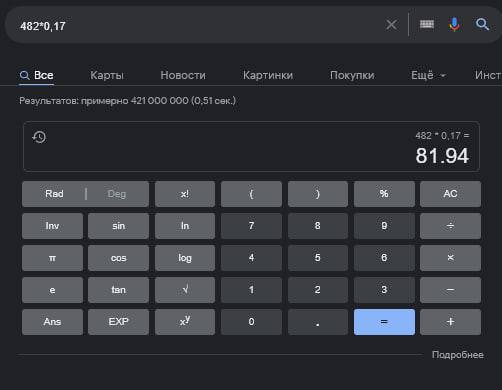 482*0,17
Все Карты Новости Картинки Покупки Ещё Инст
Результатов: примерно 421 000 000 (0,51 сек.)
482 * 0,17 =
81.94
Rad | Deg x! ( ) % AC
Inv sin ln 7 8 9 ÷
π cos log 4 5 6 ×
e tan √ 1 2 3 −
Ans EXP xʸ 0 . = +
Подробнее